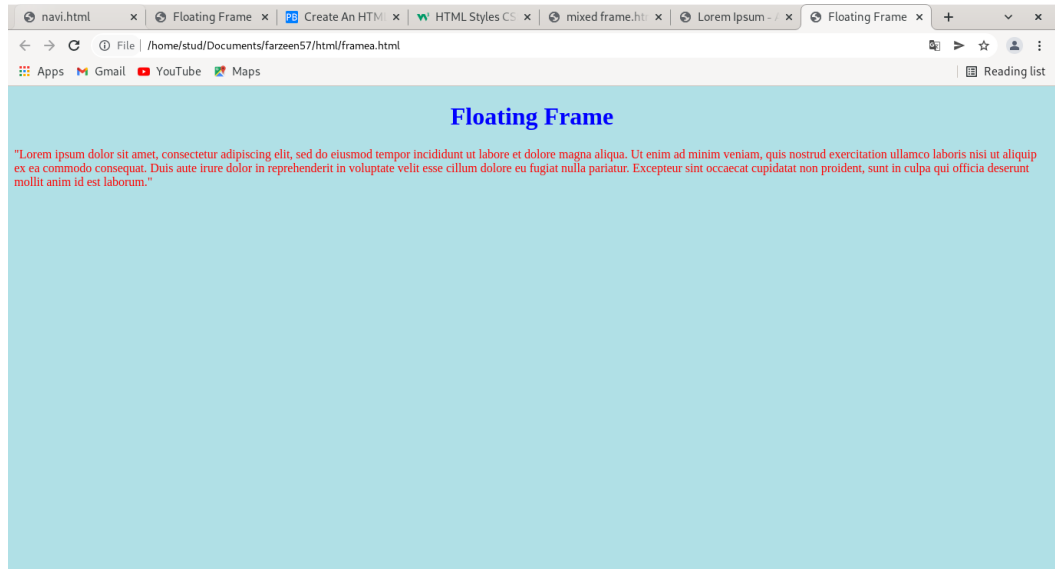 navi.html
Floating Frame
Create An HTM
HTML Styles CS
mixed frame.ht
Lorem Ipsum - A
Floating Frame
File /home/stud/Documents/farzeen57/html/framea.html
Apps Gmail YouTube Maps Reading list
Floating Frame
"Lorem ipsum dolor sit amet, consectetur adipiscing elit, sed do eiusmod tempor incididunt ut labore et dolore magna aliqua. Ut enim ad minim veniam, quis nostrud exercitation ullamco laboris nisi ut aliquip
ex ea commodo consequat. Duis aute irure dolor in reprehenderit in voluptate velit esse cillum dolore eu fugiat nulla pariatur. Excepteur sint occaecat cupidatat non proident, sunt in culpa qui officia deserunt
mollit anim id est laborum."